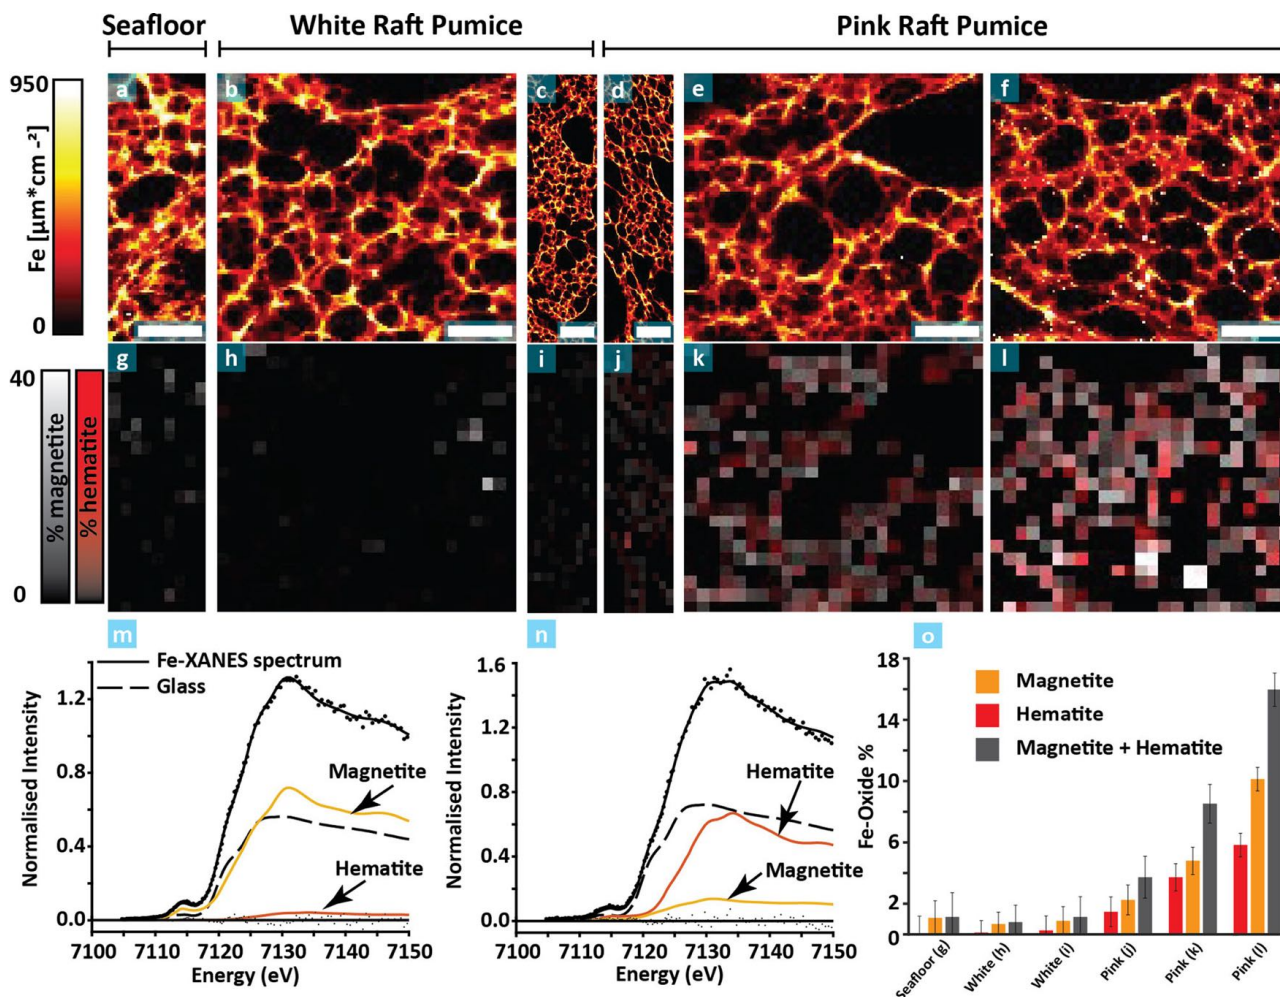 Seafloor White Raft Pumice Pink Raft Pumice
950
Fe [µm*cm ⁻²]
0
a b c d e f
g h i j k l
40
% magnetite
% hematite
0
m n o
Fe-XANES spectrum
Glass
Magnetite
Hematite
Normalised Intensity
1.2
0.8
0.4
0.0
7100 7110 7120 7130 7140 7150
Energy (eV)
Hematite
Magnetite
Normalised Intensity
1.6
1.2
0.8
0.4
0.0
7100 7110 7120 7130 7140 7150
Energy (eV)
Magnetite
Hematite
Magnetite + Hematite
Fe-Oxide %
18
14
10
6
2
0
Seafloor (g)
White (h)
White (i)
Pink (j)
Pink (k)
Pink (l)